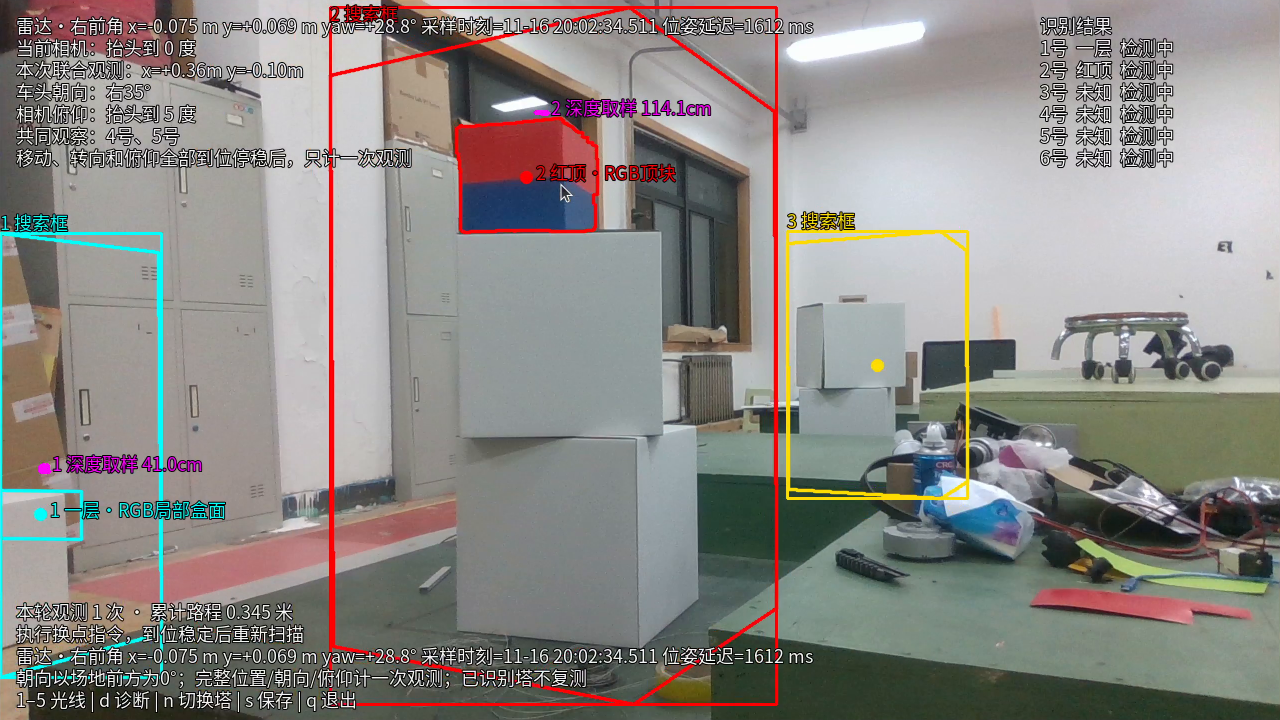 2 搜索框
雷达·右前角 x=-0.075 m y=+0.069 m yaw=+28.8° 采样时刻=11-16 20:02:34.511 位姿延迟=1612 ms
当前相机：抬头到 0 度
本次联合观测：x=+0.36m y=-0.10m
车头朝向：右35°
相机俯仰：抬头到 5 度
共同观察：4号、5号
移动、转向和俯仰全部到位停稳后，只计一次观测
识别结果
1号 一层 检测中
2号 红顶 检测中
3号 未知 检测中
4号 未知 检测中
5号 未知 检测中
6号 未知 检测中
2 深度取样 114.1cm
2 红顶·RGB顶块
1 搜索框
3 搜索框
1 深度取样 41.0cm
1 一层·RGB局部盒面
本轮观测 1 次 · 累计路程 0.345 米
执行换点指令，到位稳定后重新扫描
雷达·右前角 x=-0.075 m y=+0.069 m yaw=+28.8° 采样时刻=11-16 20:02:34.511 位姿延迟=1612 ms
朝向以场地前方为0°；完整位置/朝向/俯仰计一次观测；已识别塔不复测
1-5 光线 | d 诊断 | n 切换塔 | s 保存 | q 退出